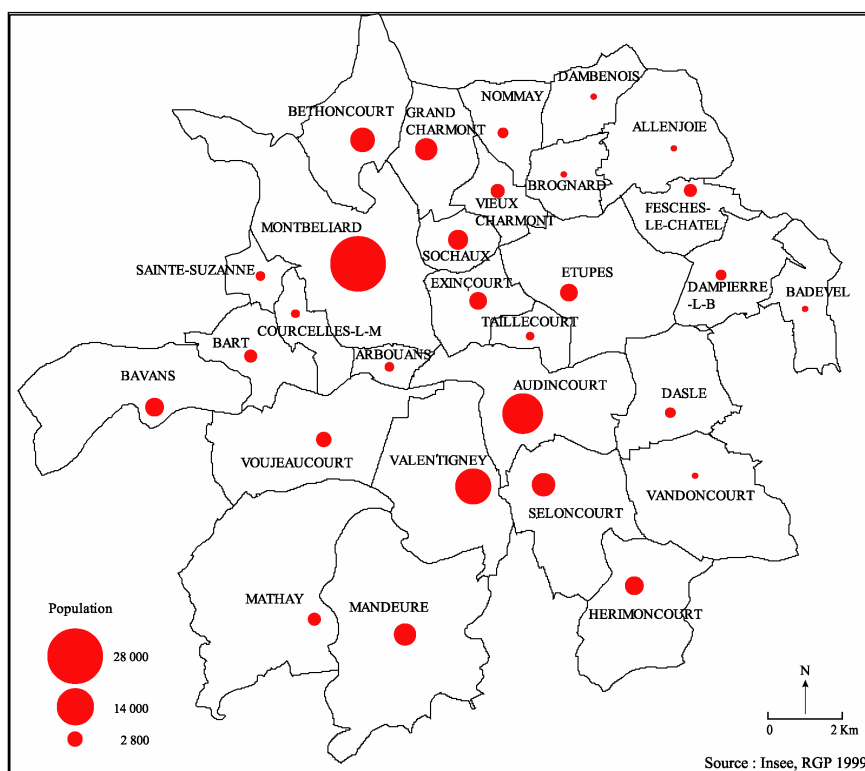 DAMBENOIS
NOMMAY
BETHONCOURT
GRAND
CHARMONT
ALLENJOIE
BROGNARD
VIEUX
CHARMONT
FESCHES-
LE-CHATEL
MONTBELIARD
SOCHAUX
SAINTE-SUZANNE
EXINCOURT
ETUPES
DAMPIERRE
-L-B
BADEVEL
COURCELLES-L-M
TAILLECOURT
BART
ARBOUANS
BAVANS
AUDINCOURT
DASLE
VOUJEAUCOURT
VALENTIGNEY
VANDONCOURT
SELONCOURT
MATHAY
MANDEURE
HERIMONCOURT
Population
28 000
14 000
2 800
N
0 2 Km
Source : Insee, RGP 1999